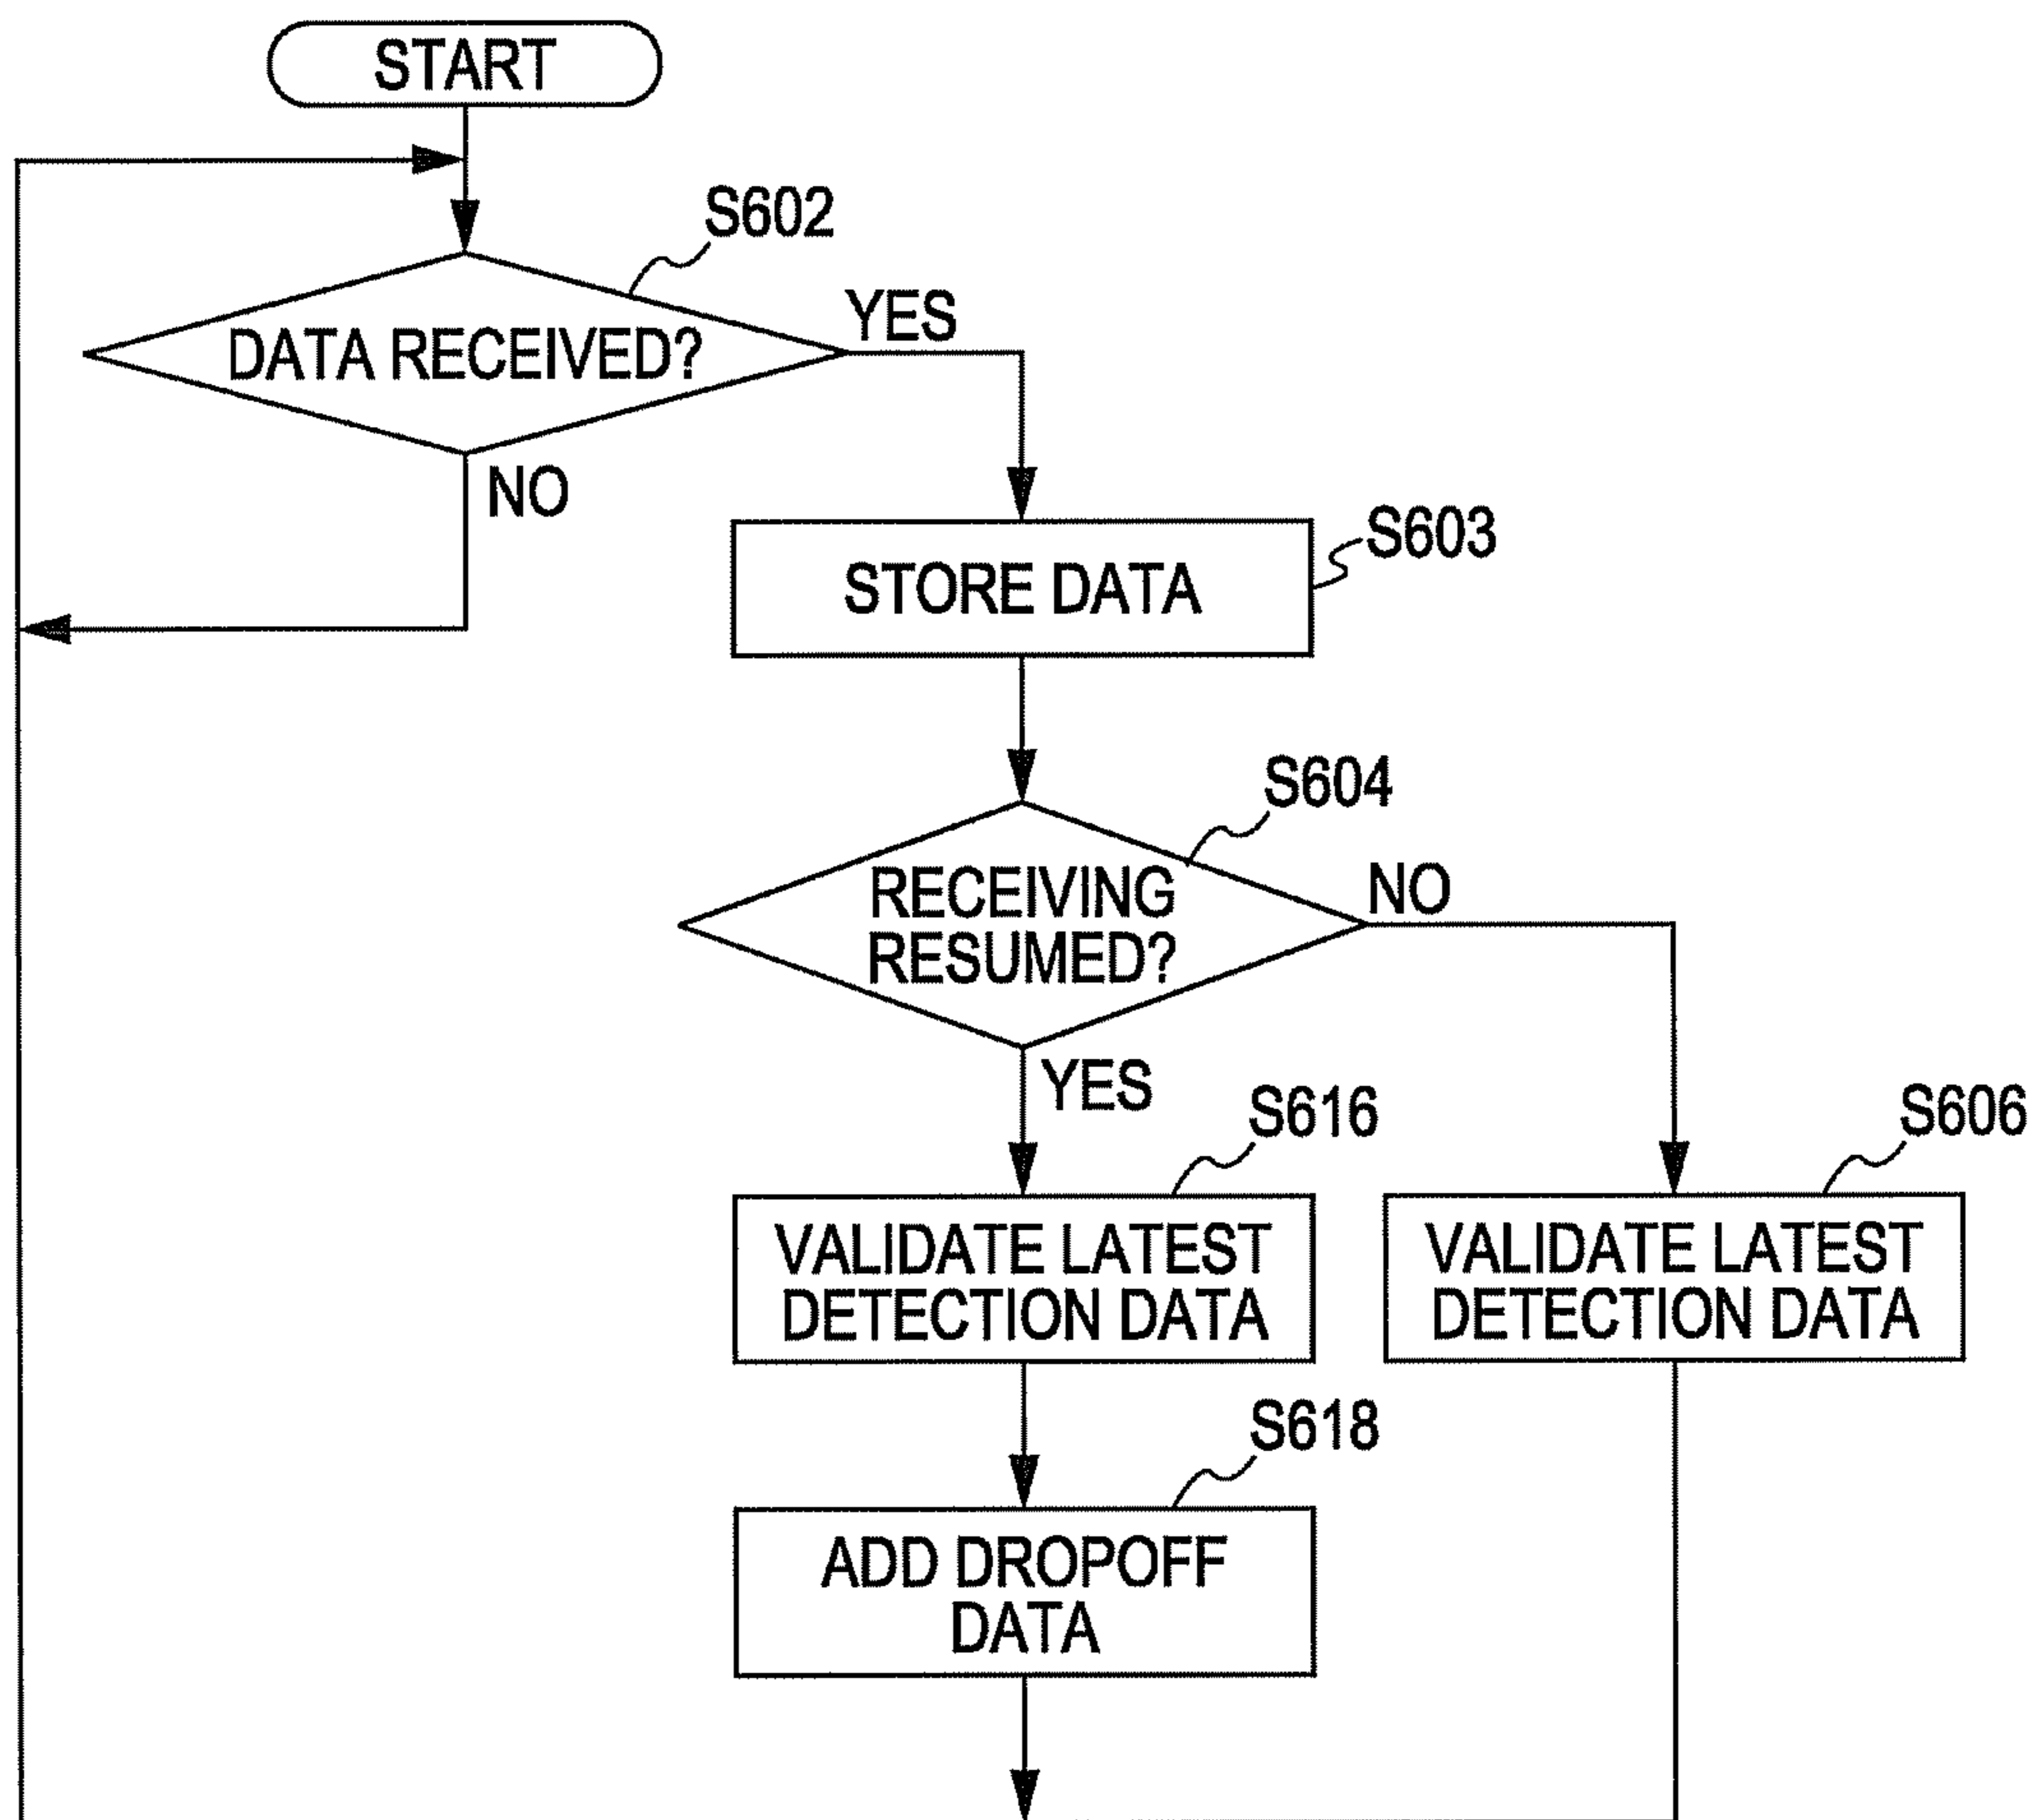 START
S602
DATA RECEIVED?
YES
NO
STORE DATA
S603
S604
RECEIVING
RESUMED?
NO
YES
S616
S606
VALIDATE LATEST
DETECTION DATA
VALIDATE LATEST
DETECTION DATA
S618
ADD DROPOFF
DATA